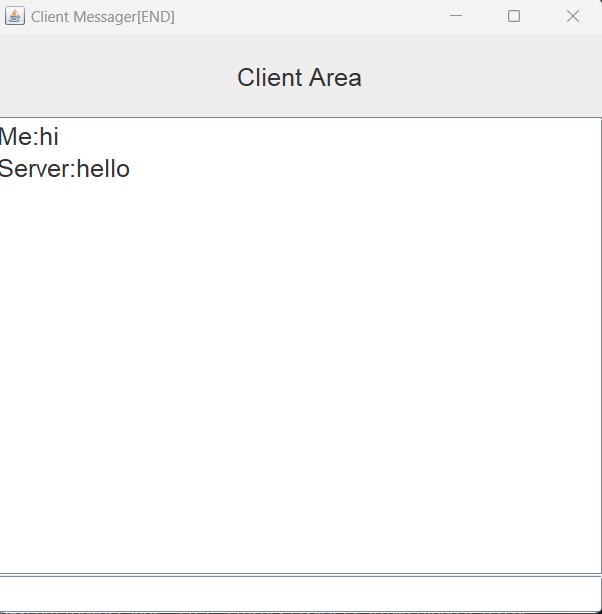 Client Messager[END]
Client Area
Me:hi
Server:hello